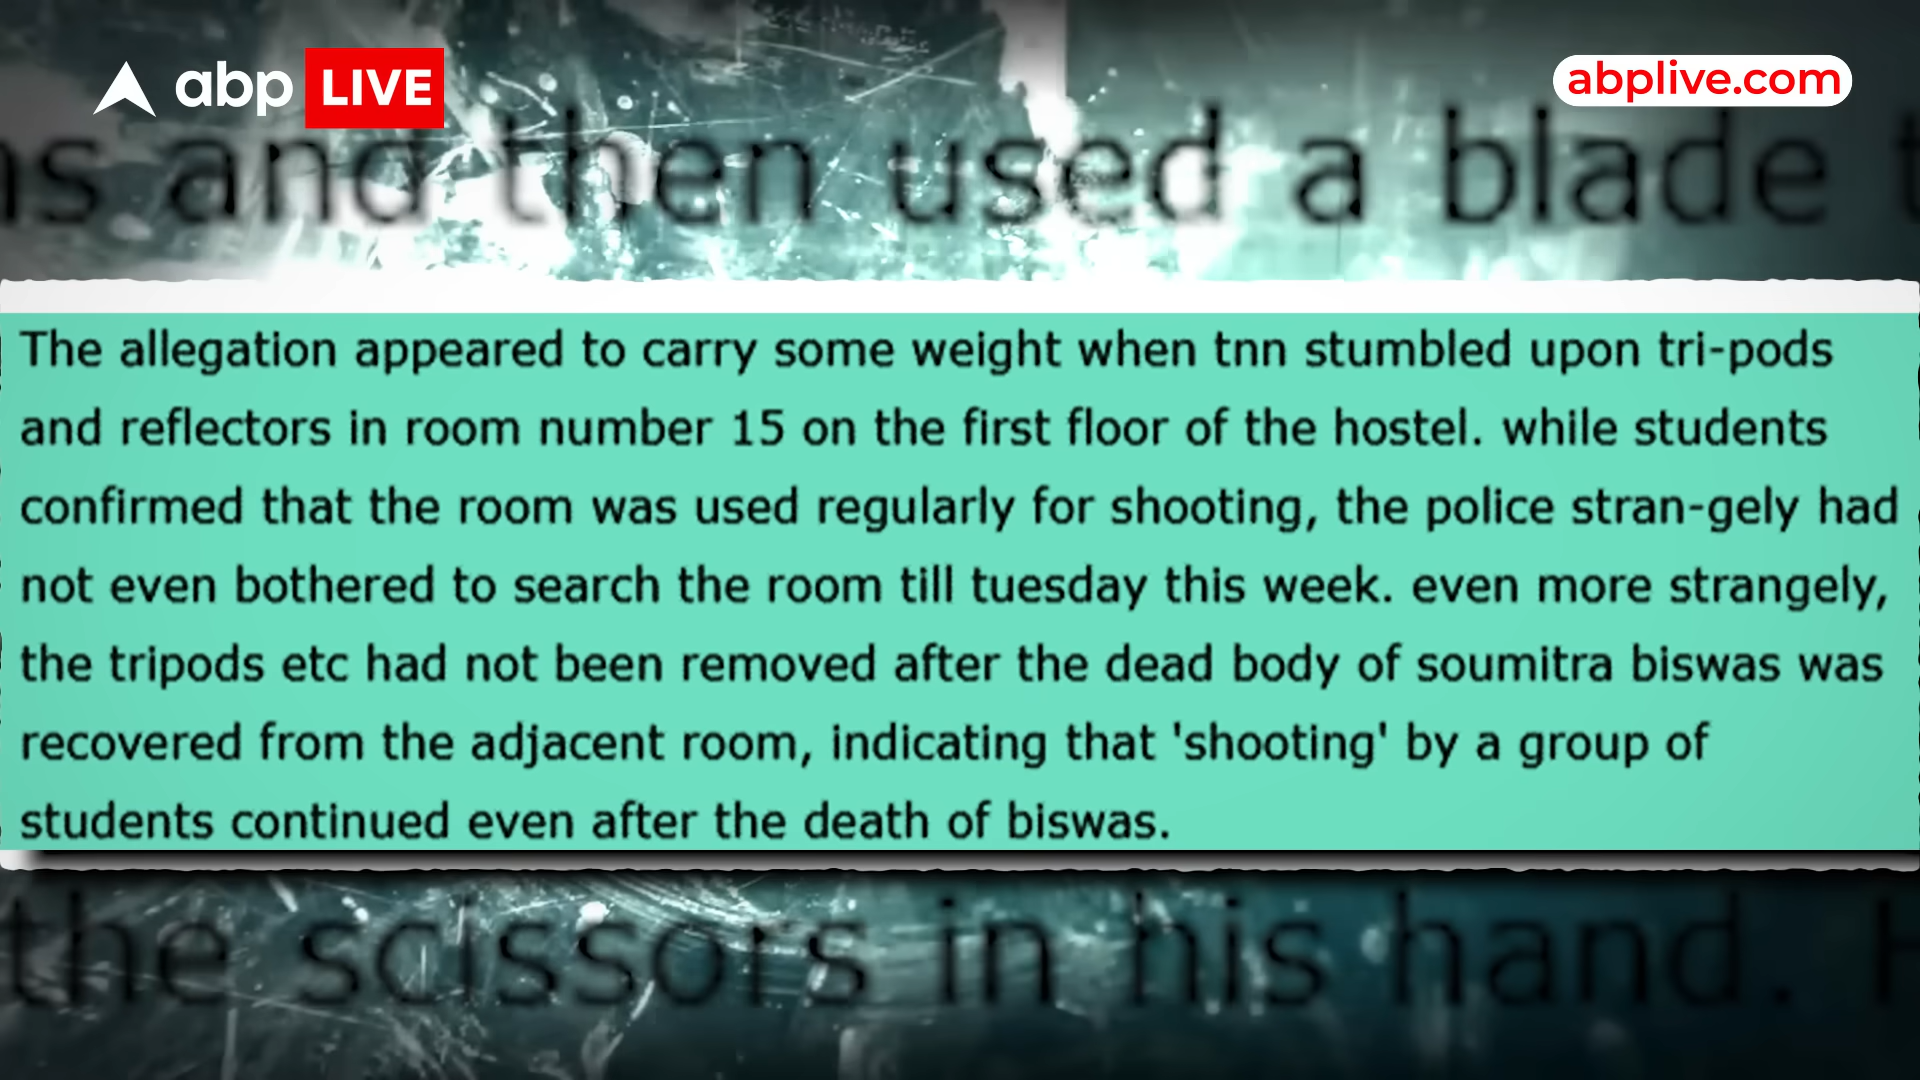 abp LIVE
abplive.com
and then used a blade
The allegation appeared to carry some weight when tnn stumbled upon tri-pods
and reflectors in room number 15 on the first floor of the hostel. while students
confirmed that the room was used regularly for shooting, the police stran-gely had
not even bothered to search the room till tuesday this week. even more strangely,
the tripods etc had not been removed after the dead body of soumitra biswas was
recovered from the adjacent room, indicating that 'shooting' by a group of
students continued even after the death of biswas.
the scissors in his hand.